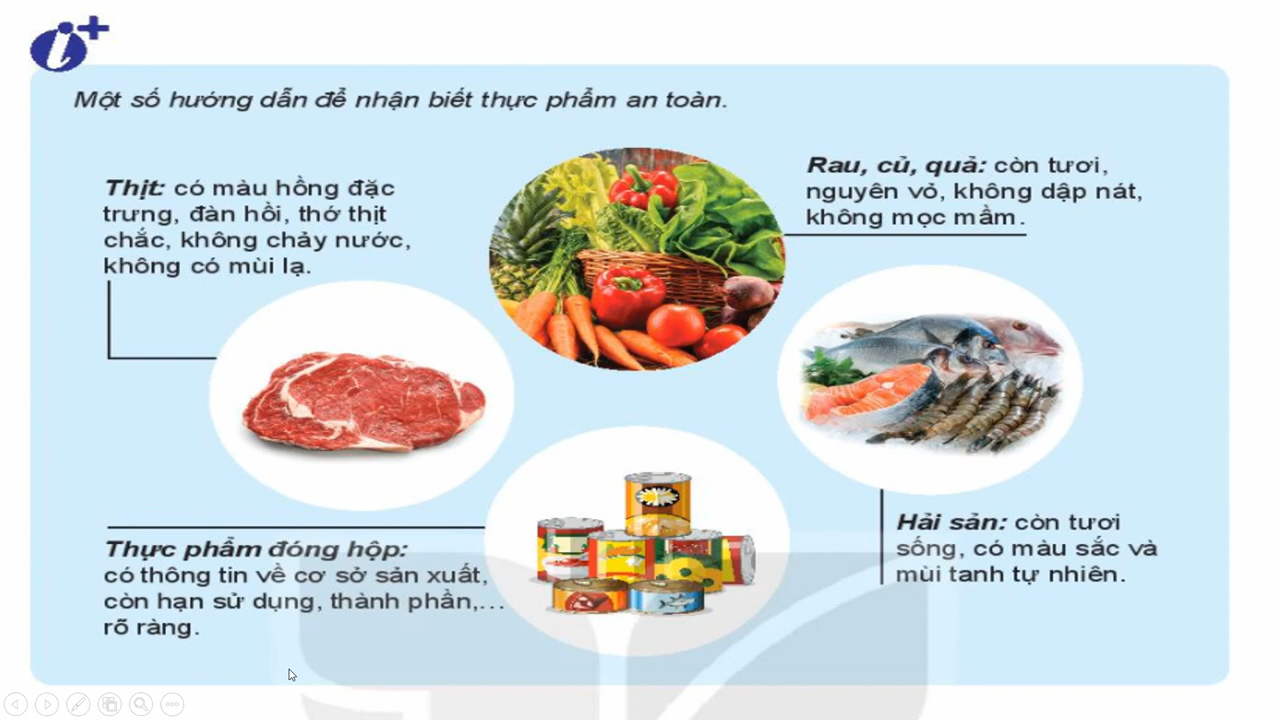 i+
Một số hướng dẫn để nhận biết thực phẩm an toàn.
Thịt: có màu hồng đặc
trưng, đàn hồi, thớ thịt
chắc, không chảy nước,
không có mùi lạ.
Rau, củ, quả: còn tươi,
nguyên vỏ, không dập nát,
không mọc mầm.
Thực phẩm đóng hộp:
có thông tin về cơ sở sản xuất,
còn hạn sử dụng, thành phần,...
rõ ràng.
Hải sản: còn tươi
sống, có màu sắc và
mùi tanh tự nhiên.